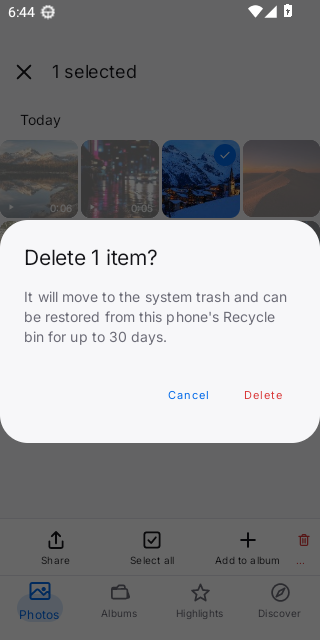 6:44
1 selected
Today
0:06
0:05
Delete 1 item?
It will move to the system trash and can
be restored from this phone's Recycle
bin for up to 30 days.
Cancel
Delete
Share
Select all
Add to album
...
Photos
Albums
Highlights
Discover